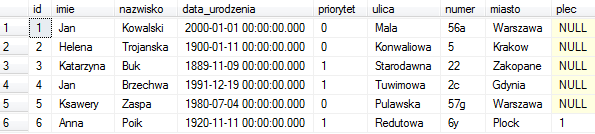 id imie nazwisko data_urodzenia priorytet ulica numer miasto plec
1 1 Jan Kowalski 2000-01-01 00:00:00.000 0 Mala 56a Warszawa NULL
2 2 Helena Trojanska 1900-01-11 00:00:00.000 0 Konwaliowa 5 Krakow NULL
3 3 Katarzyna Buk 1889-11-09 00:00:00.000 1 Starodawna 22 Zakopane NULL
4 4 Jan Brzechwa 1991-12-19 00:00:00.000 1 Tuwimowa 2c Gdynia NULL
5 5 Ksawery Zaspa 1980-07-04 00:00:00.000 0 Pulawska 57g Warszawa NULL
6 6 Anna Poik 1920-11-11 00:00:00.000 1 Redutowa 6y Plock 1